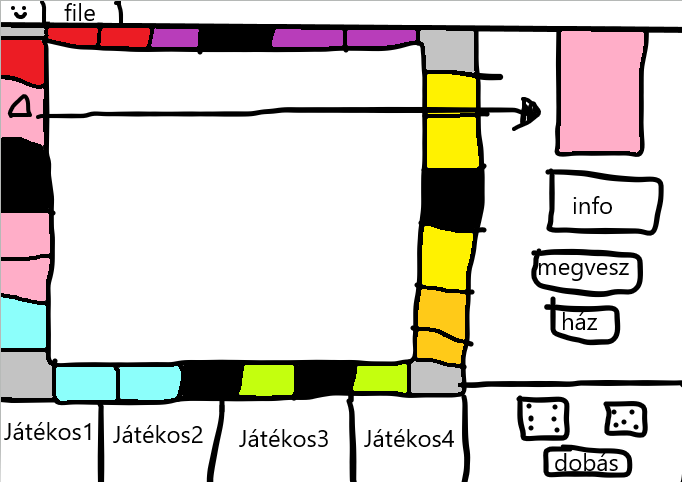 file
info
megvesz
ház
Játékos1
Játékos2
Játékos3
Játékos4
dobás